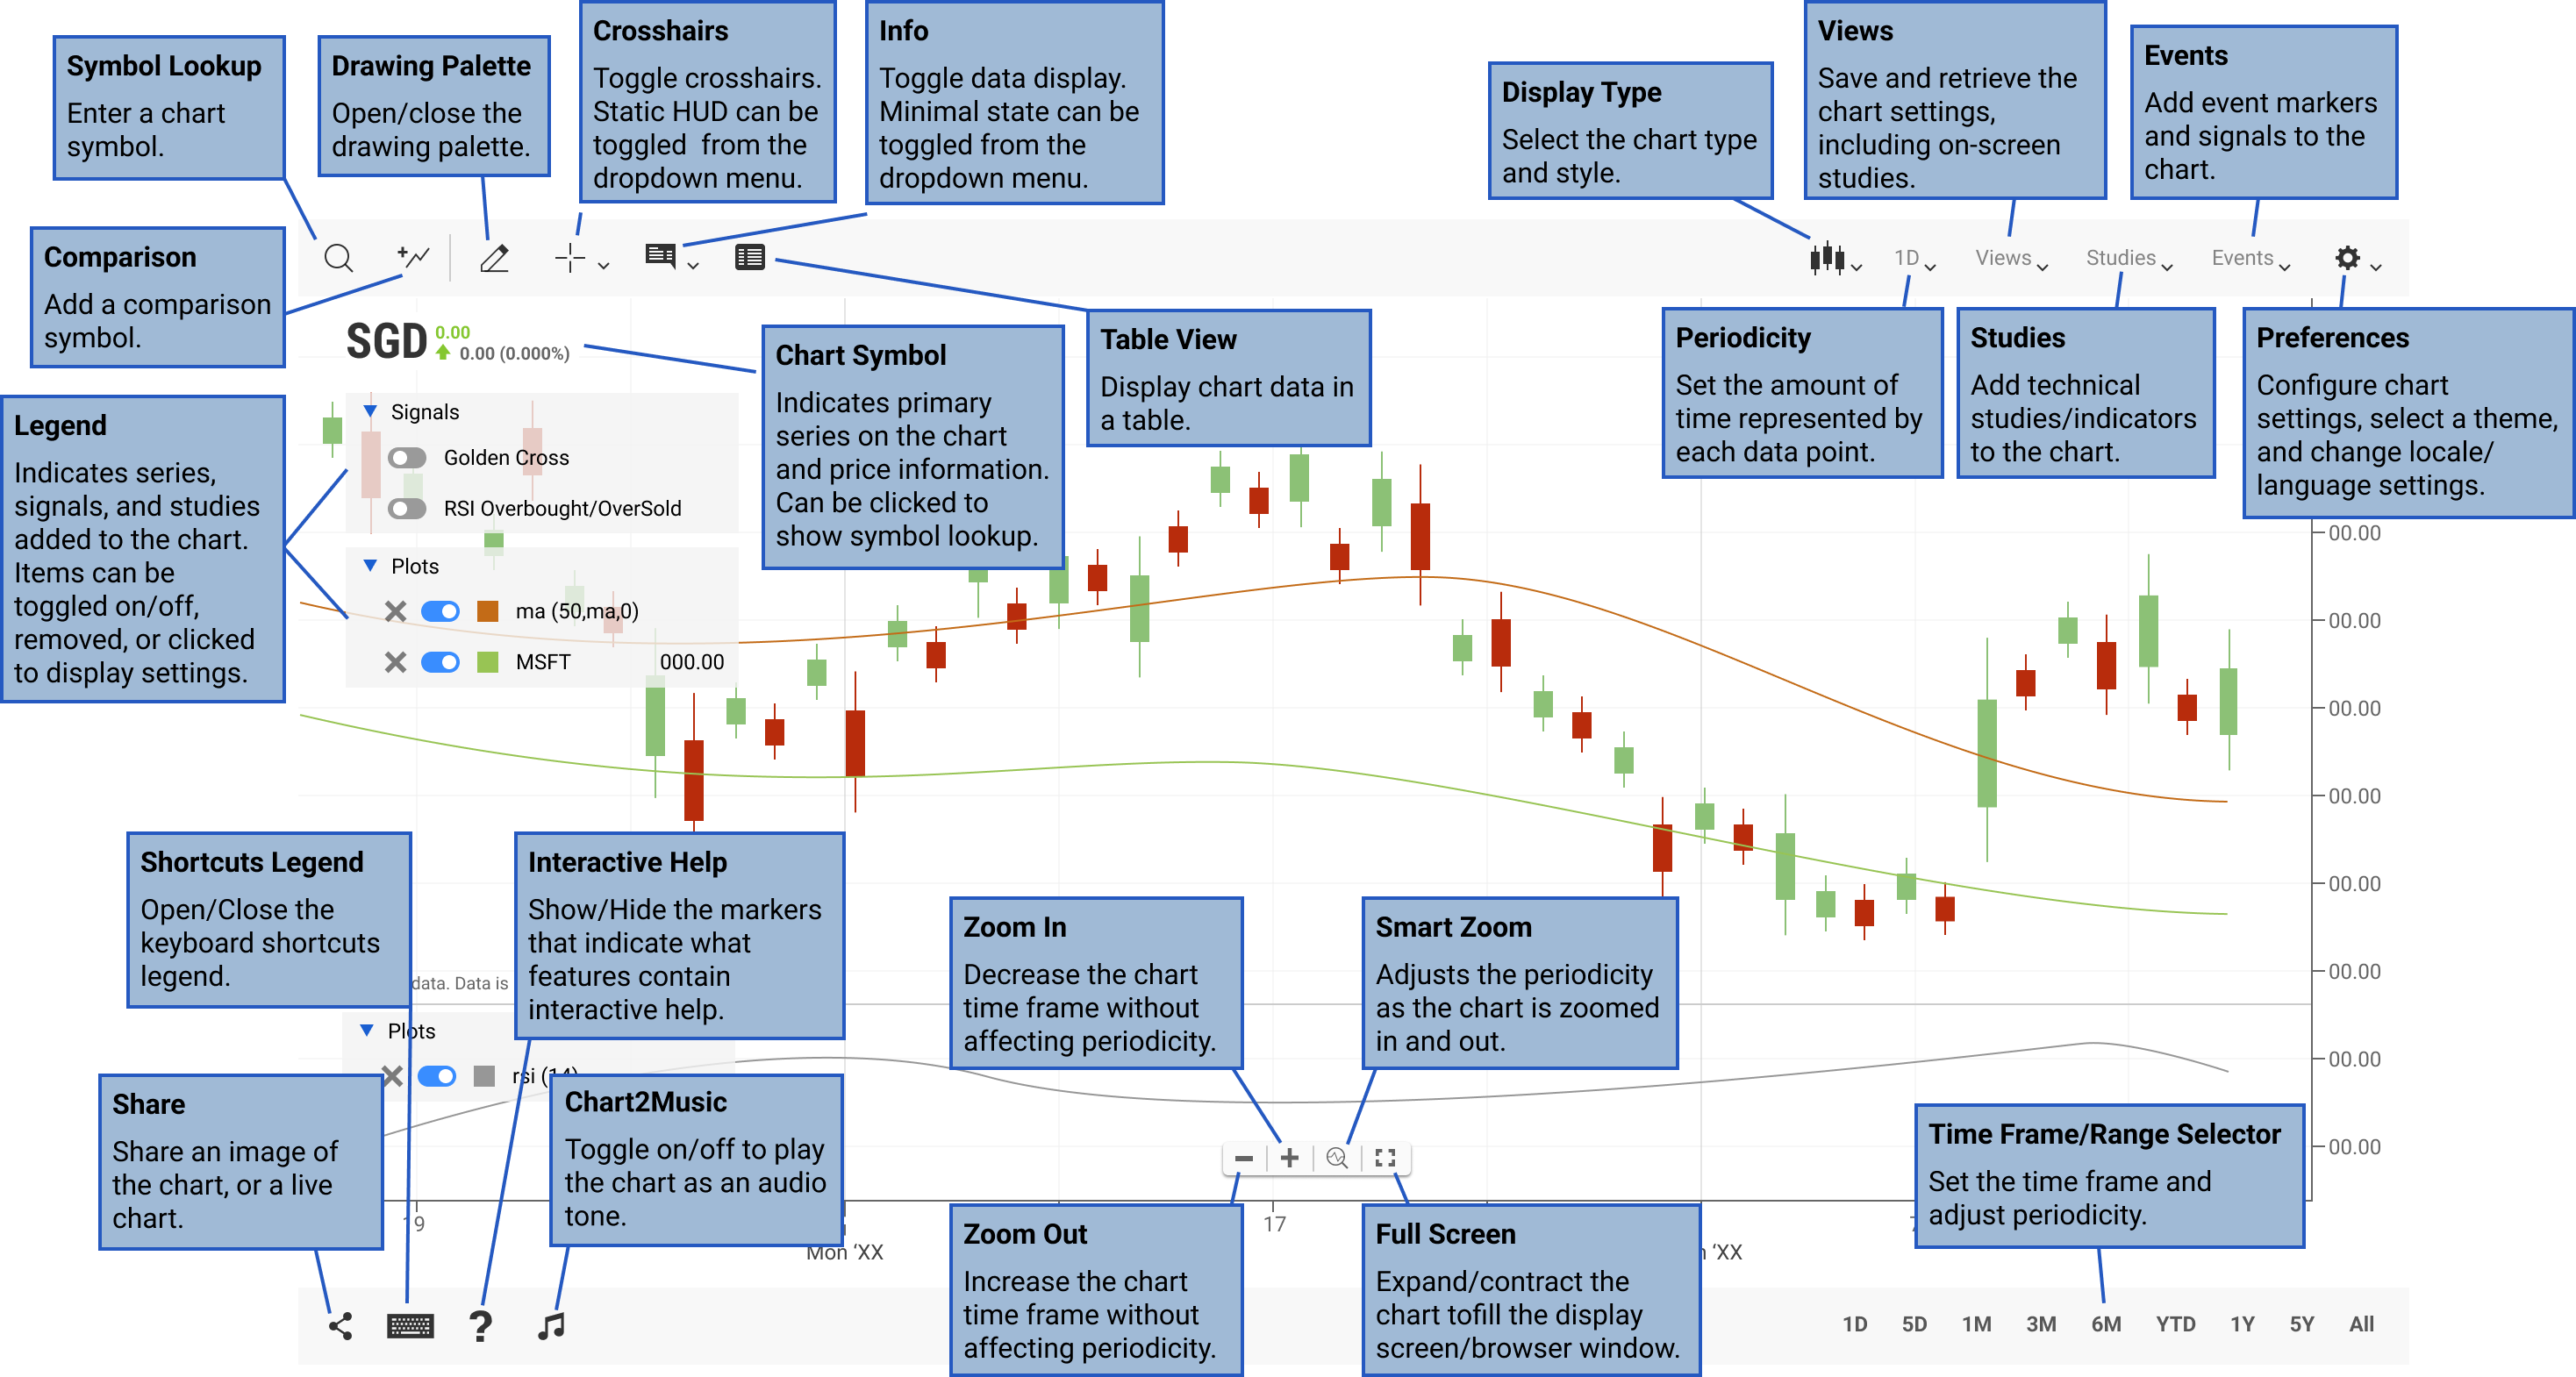 Symbol Lookup
Enter a chart
symbol.
Drawing Palette
Open/close the
drawing palette.
Crosshairs
Toggle crosshairs.
Static HUD can be
toggled  from the
dropdown menu.
Info
Toggle data display.
Minimal state can be
toggled from the
dropdown menu.
Display Type
Select the chart type
and style.
Views
Save and retrieve the
chart settings,
including on-screen
studies.
Events
Add event markers
and signals to the
chart.
Comparison
Add a comparison
symbol.
1D
Views
Studies
Events
SGD
0.00
0.00 (0.000%)
Chart Symbol
Indicates primary
series on the chart
and price information.
Can be clicked to
show symbol lookup.
Table View
Display chart data in
a table.
Periodicity
Set the amount of
time represented by
each data point.
Studies
Add technical
studies/indicators
to the chart.
Preferences
Configure chart
settings, select a theme,
and change locale/
language settings.
Legend
Indicates series,
signals, and studies
added to the chart.
Items can be
toggled on/off,
removed, or clicked
to display settings.
Signals
Golden Cross
RSI Overbought/OverSold
Plots
ma (50,ma,0)
MSFT 000.00
00.00
00.00
00.00
00.00
00.00
00.00
00.00
00.00
Shortcuts Legend
Open/Close the
keyboard shortcuts
legend.
Interactive Help
Show/Hide the markers
that indicate what
features contain
interactive help.
data. Data is
Zoom In
Decrease the chart
time frame without
affecting periodicity.
Smart Zoom
Adjusts the periodicity
as the chart is zoomed
in and out.
Plots
rsi (14)
Share
Share an image of
the chart, or a live
chart.
Chart2Music
Toggle on/off to play
the chart as an audio
tone.
Time Frame/Range Selector
Set the time frame and
adjust periodicity.
Zoom Out
Increase the chart
time frame without
affecting periodicity.
Full Screen
Expand/contract the
chart tofill the display
screen/browser window.
17
Mon ‘XX
‘XX
?
1D 5D 1M 3M 6M YTD 1Y 5Y All